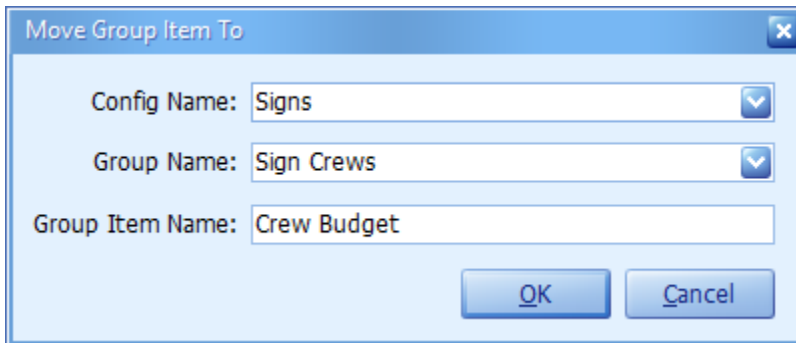 Move Group Item To
Config Name: Signs
Group Name: Sign Crews
Group Item Name: Crew Budget
OK Cancel